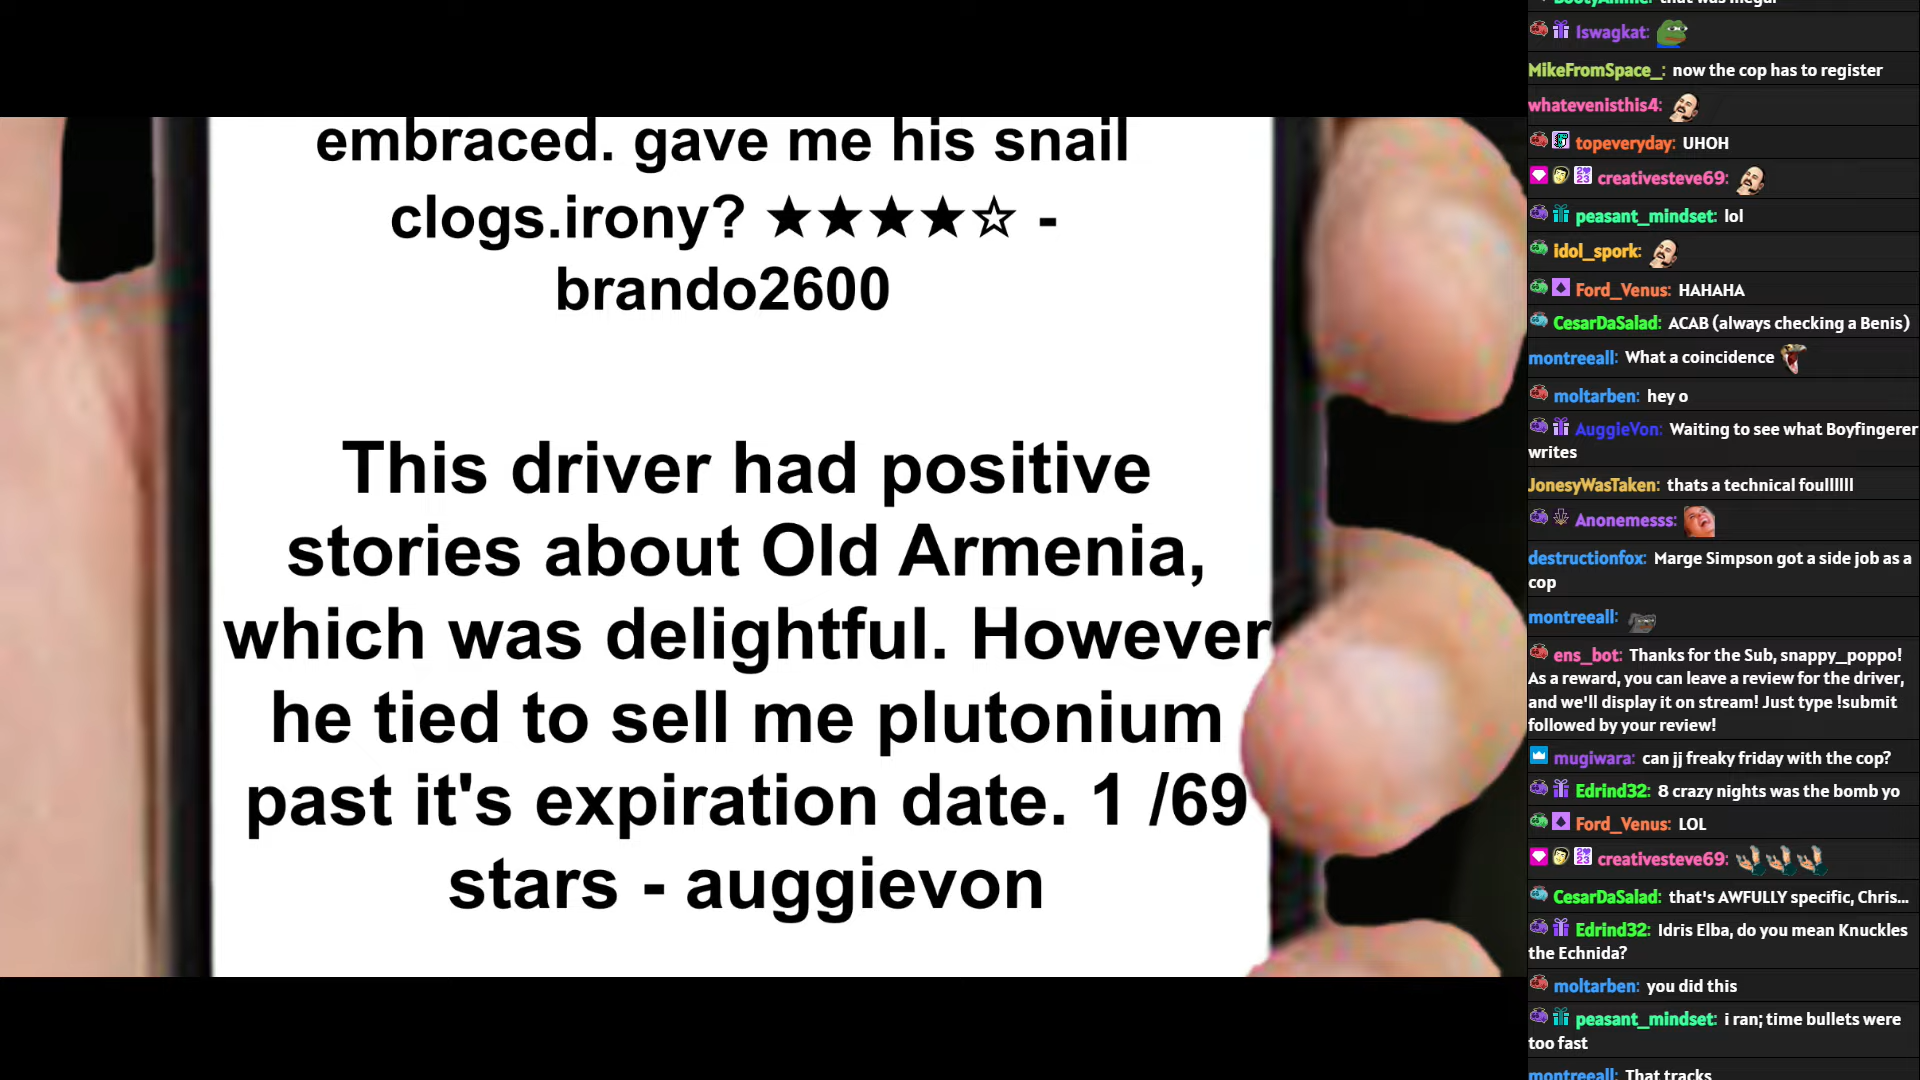 embraced. gave me his snail
clogs.irony? ★★★★☆ -
brando2600
This driver had positive
stories about Old Armenia,
which was delightful. However
he tied to sell me plutonium
past it's expiration date. 1 /69
stars - auggievon
BootyAnime: that was illegal
Iswagkat:
MikeFromSpace_: now the cop has to register
whatevenisthis4:
topeveryday: UHOH
creativesteve69:
peasant_mindset: lol
idol_spork:
Ford_Venus: HAHAHA
CesarDaSalad: ACAB (always checking a Benis)
montreeall: What a coincidence
moltarben: hey o
AuggieVon: Waiting to see what Boyfingerer
writes
JonesyWasTaken: thats a technical foulllllll
Anonemesss:
destructionfox: Marge Simpson got a side job as a
cop
montreeall:
ens_bot: Thanks for the Sub, snappy_poppo!
As a reward, you can leave a review for the driver,
and we'll display it on stream! Just type !submit
followed by your review!
mugiwara: can jj freaky friday with the cop?
Edrind32: 8 crazy nights was the bomb yo
Ford_Venus: LOL
creativesteve69:
CesarDaSalad: that's AWFULLY specific, Chris...
Edrind32: Idris Elba, do you mean Knuckles
the Echnida?
moltarben: you did this
peasant_mindset: i ran; time bullets were
too fast
montreeall: That tracks